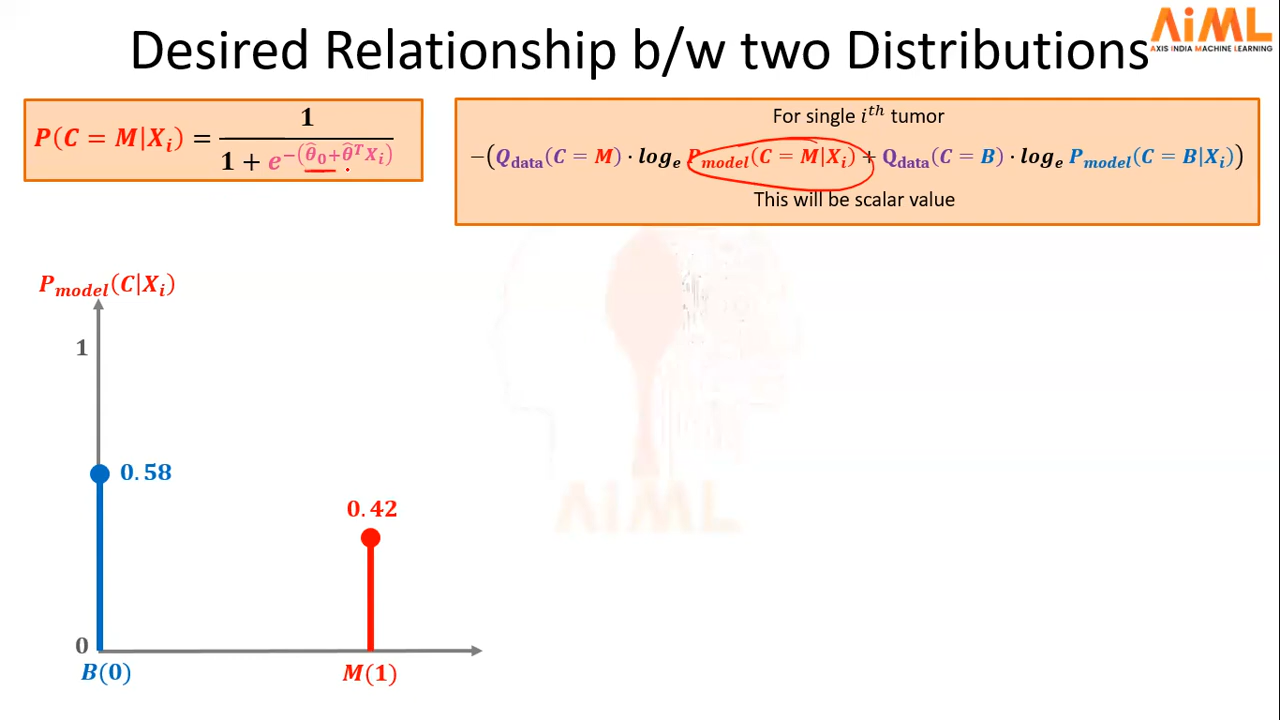 Desired Relationship b/w two Distributions
AiML
AXIS INDIA MACHINE LEARNING
P(C = M|Xᵢ) = 1 / (1 + e^−(θ̂₀+θ̂ᵀXᵢ))
For single iᵗʰ tumor
−(Q_data(C = M) · logₑ P_model(C = M|Xᵢ) + Q_data(C = B) · logₑ P_model(C = B|Xᵢ))
This will be scalar value
P_model(C|Xᵢ)
1
0.58
0.42
0
B(0)
M(1)
AiML